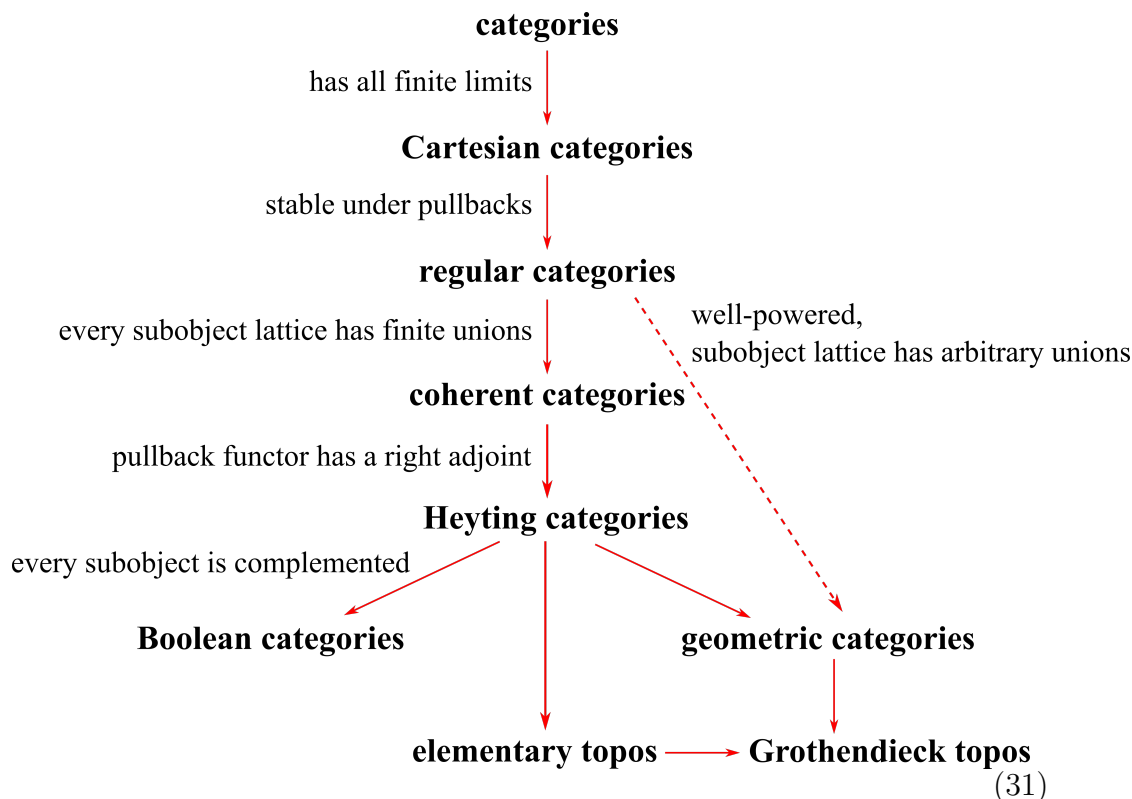 categories
has all finite limits
Cartesian categories
stable under pullbacks
regular categories
every subobject lattice has finite unions
well-powered,
subobject lattice has arbitrary unions
coherent categories
pullback functor has a right adjoint
Heyting categories
every subobject is complemented
Boolean categories
geometric categories
elementary topos
Grothendieck topos
(31)